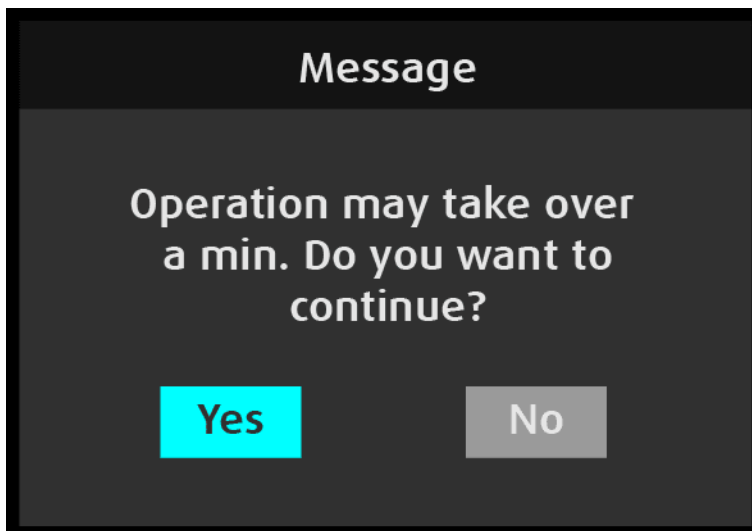 Message
Operation may take over
a min. Do you want to
continue?
Yes
No